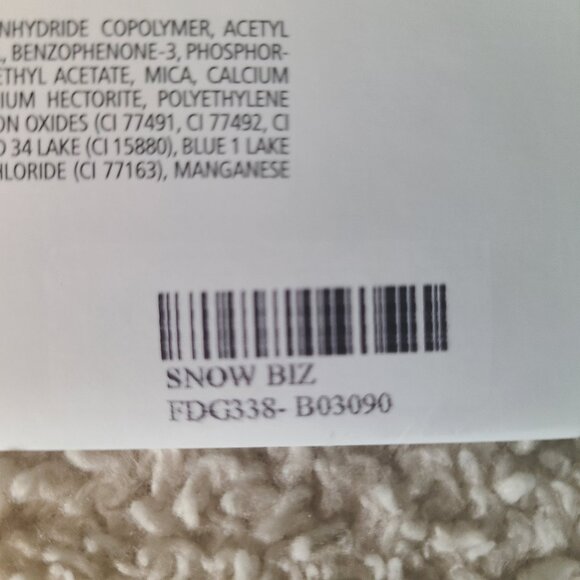 NHYDRIDE COPOLYMER, ACETYL
, BENZOPHENONE-3, PHOSPHOR-
ETHYL ACETATE, MICA, CALCIUM
IUM HECTORITE, POLYETHYLENE
ON OXIDES (CI 77491, CI 77492, CI
D 34 LAKE (CI 15880), BLUE 1 LAKE
HLORIDE (CI 77163), MANGANESE
SNOW BIZ
FDG338- B03090